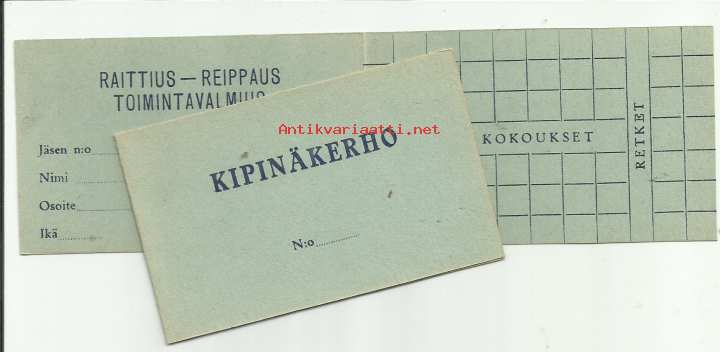 RAITTIUS — REIPPAUS
TOIMINTAVALMIUS
Jäsen n:o
Nimi
Osoite
Ikä
Antikvariaatti.net
KIPINÄKERHO
N:o
KOKOUKSET
RETKET